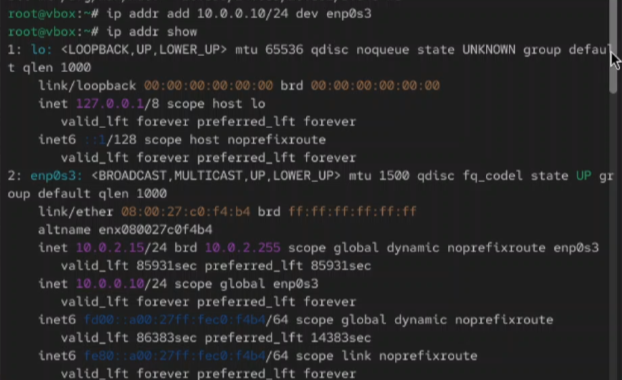 root@vbox:~# ip addr add 10.0.0.10/24 dev enp0s3
root@vbox:~# ip addr show
1: lo: <LOOPBACK,UP,LOWER_UP> mtu 65536 qdisc noqueue state UNKNOWN group defaul
t qlen 1000
link/loopback 00:00:00:00:00:00 brd 00:00:00:00:00:00
inet 127.0.0.1/8 scope host lo
valid_lft forever preferred_lft forever
inet6 ::1/128 scope host noprefixroute
valid_lft forever preferred_lft forever
2: enp0s3: <BROADCAST,MULTICAST,UP,LOWER_UP> mtu 1500 qdisc fq_codel state UP gr
oup default qlen 1000
link/ether 08:00:27:c0:f4:b4 brd ff:ff:ff:ff:ff:ff
altname enx080027c0f4b4
inet 10.0.2.15/24 brd 10.0.2.255 scope global dynamic noprefixroute enp0s3
valid_lft 85931sec preferred_lft 85931sec
inet 10.0.0.10/24 scope global enp0s3
valid_lft forever preferred_lft forever
inet6 fd00::a00:27ff:fec0:f4b4/64 scope global dynamic noprefixroute
valid_lft 86383sec preferred_lft 14383sec
inet6 fe80::a00:27ff:fec0:f4b4/64 scope link noprefixroute
valid_lft forever preferred_lft forever